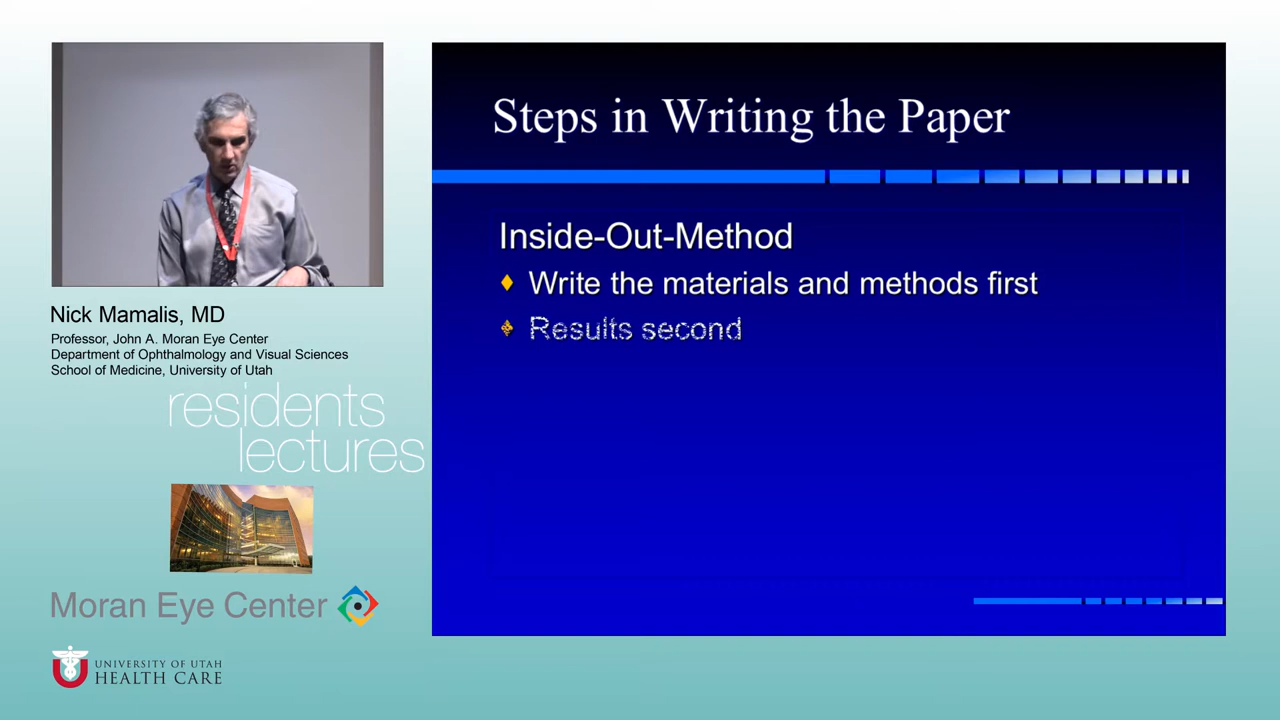 Nick Mamalis, MD
Professor, John A. Moran Eye Center
Department of Ophthalmology and Visual Sciences
School of Medicine, University of Utah
residents
lectures
Moran Eye Center
UNIVERSITY OF UTAH
HEALTH CARE
Steps in Writing the Paper
Inside-Out-Method
Write the materials and methods first
Results second